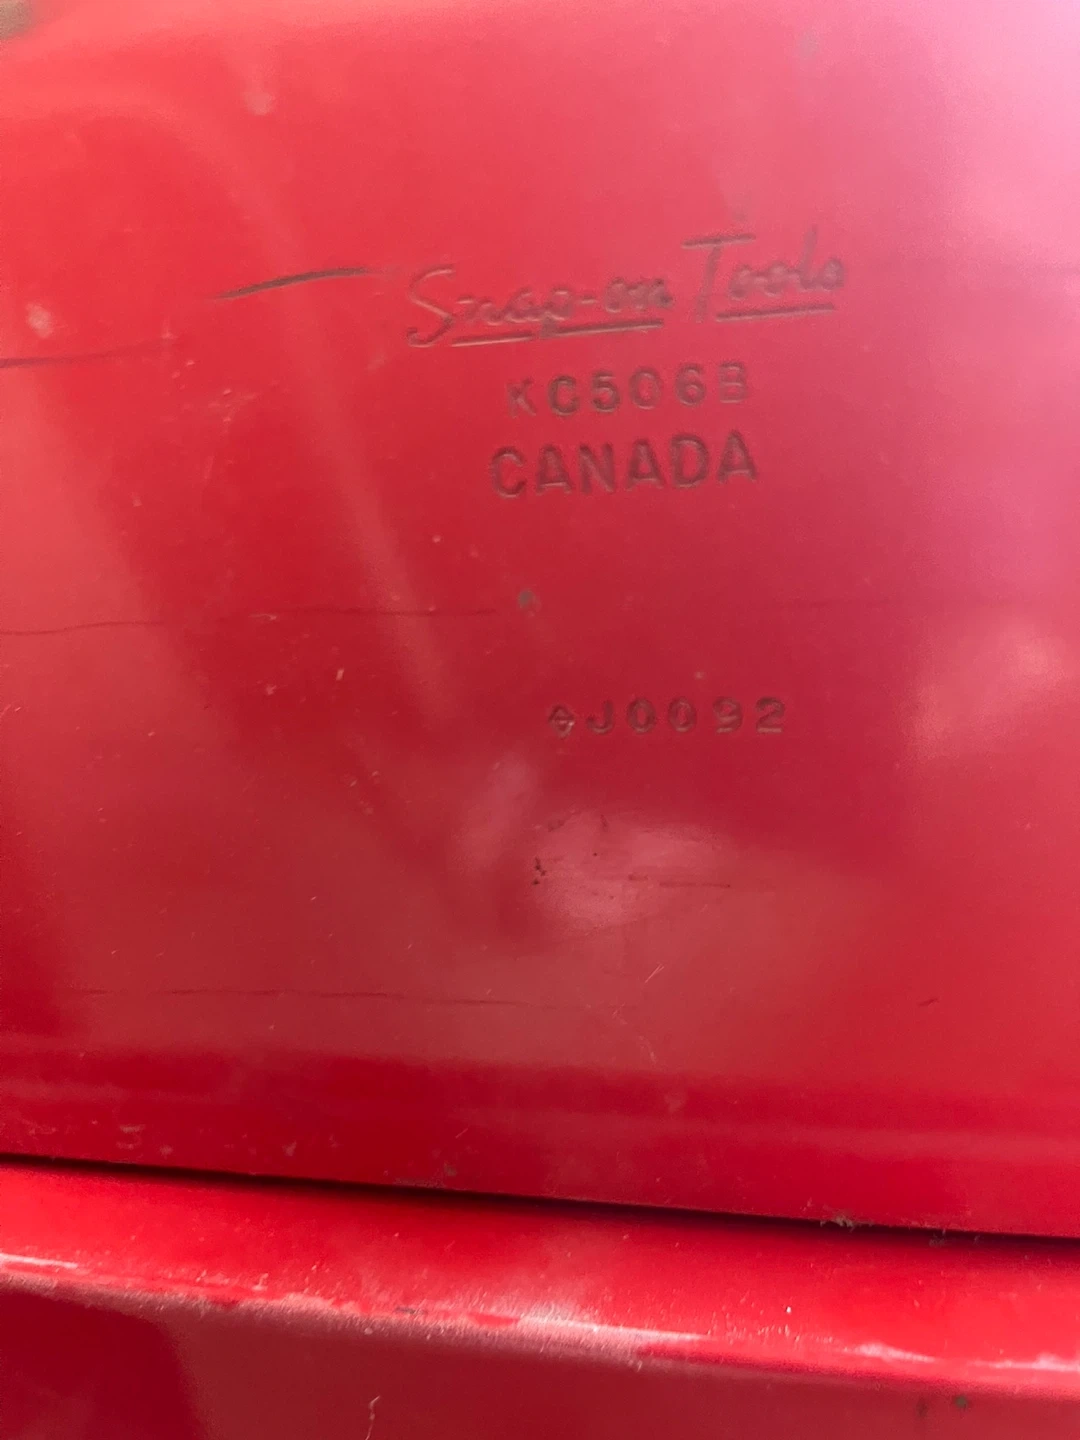 Snap-on Tools
KC506B
CANADA
J0092